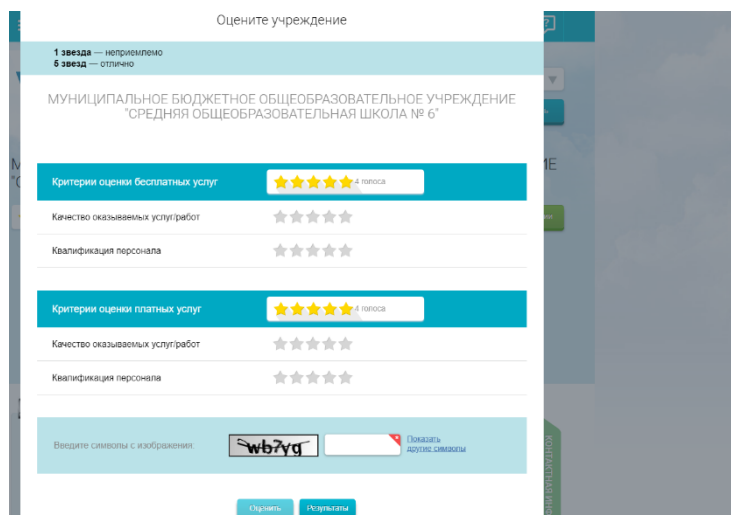 Оцените учреждение
1 звезда — неприемлемо
5 звезд — отлично
МУНИЦИПАЛЬНОЕ БЮДЖЕТНОЕ ОБЩЕОБРАЗОВАТЕЛЬНОЕ УЧРЕЖДЕНИЕ
"СРЕДНЯЯ ОБЩЕОБРАЗОВАТЕЛЬНАЯ ШКОЛА № 6"
Критерии оценки бесплатных услуг 4 голоса
Качество оказываемых услуг/работ
Квалификация персонала
Критерии оценки платных услуг 4 голоса
Качество оказываемых услуг/работ
Квалификация персонала
Введите символы с изображения: wb7yg Показать
другие символы
Оценить Результаты